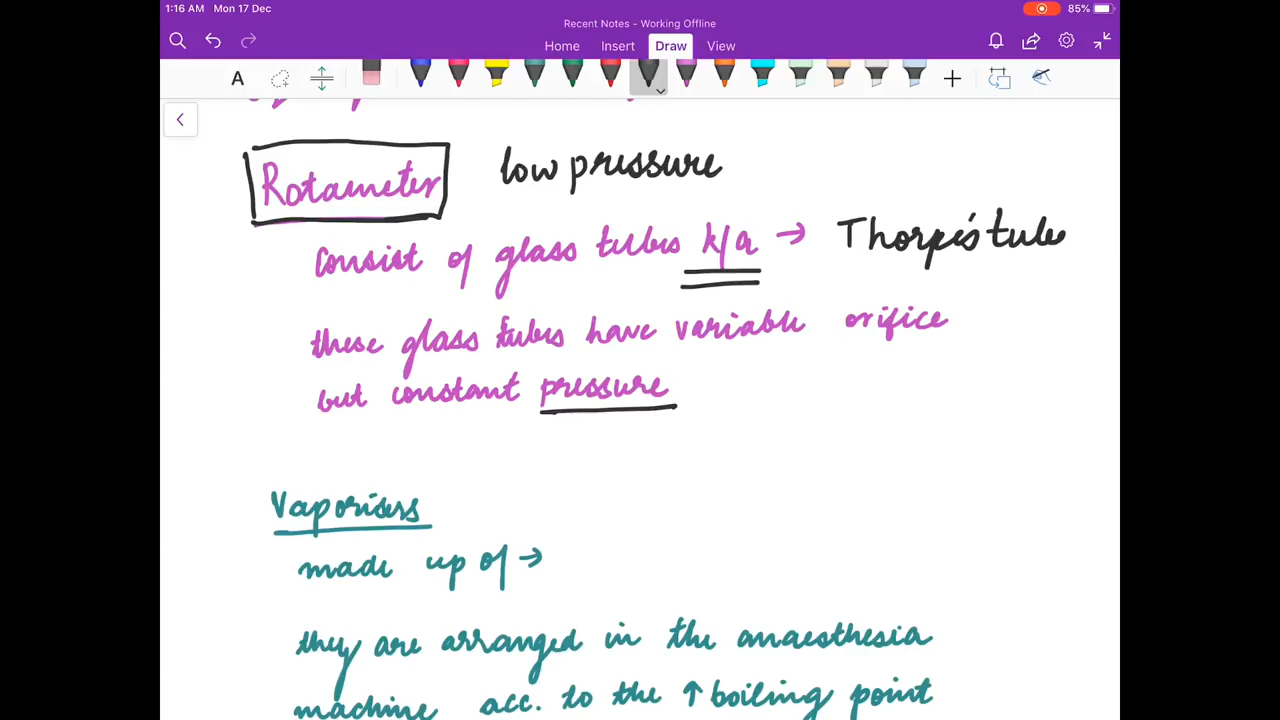 1:16 AM Mon 17 Dec 85%
Recent Notes - Working Offline
Home Insert Draw View
A
Rotameter low pressure
Consist of glass tubes k/a → Thorpe's tube
these glass tubes have variable orifice
but constant pressure
Vaporisers
made up of →
they are arranged in the anaesthesia
machine acc. to the ↑ boiling point